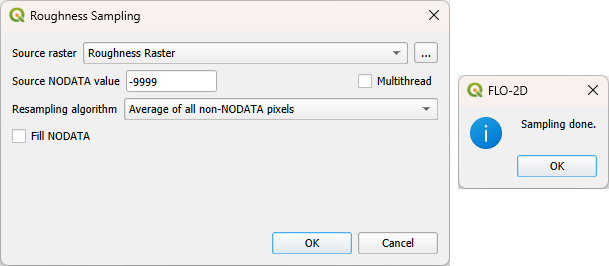 Roughness Sampling
Source raster Roughness Raster ...
Source NODATA value -9999 Multithread
Resampling algorithm Average of all non-NODATA pixels
Fill NODATA
OK Cancel
FLO-2D
Sampling done.
OK